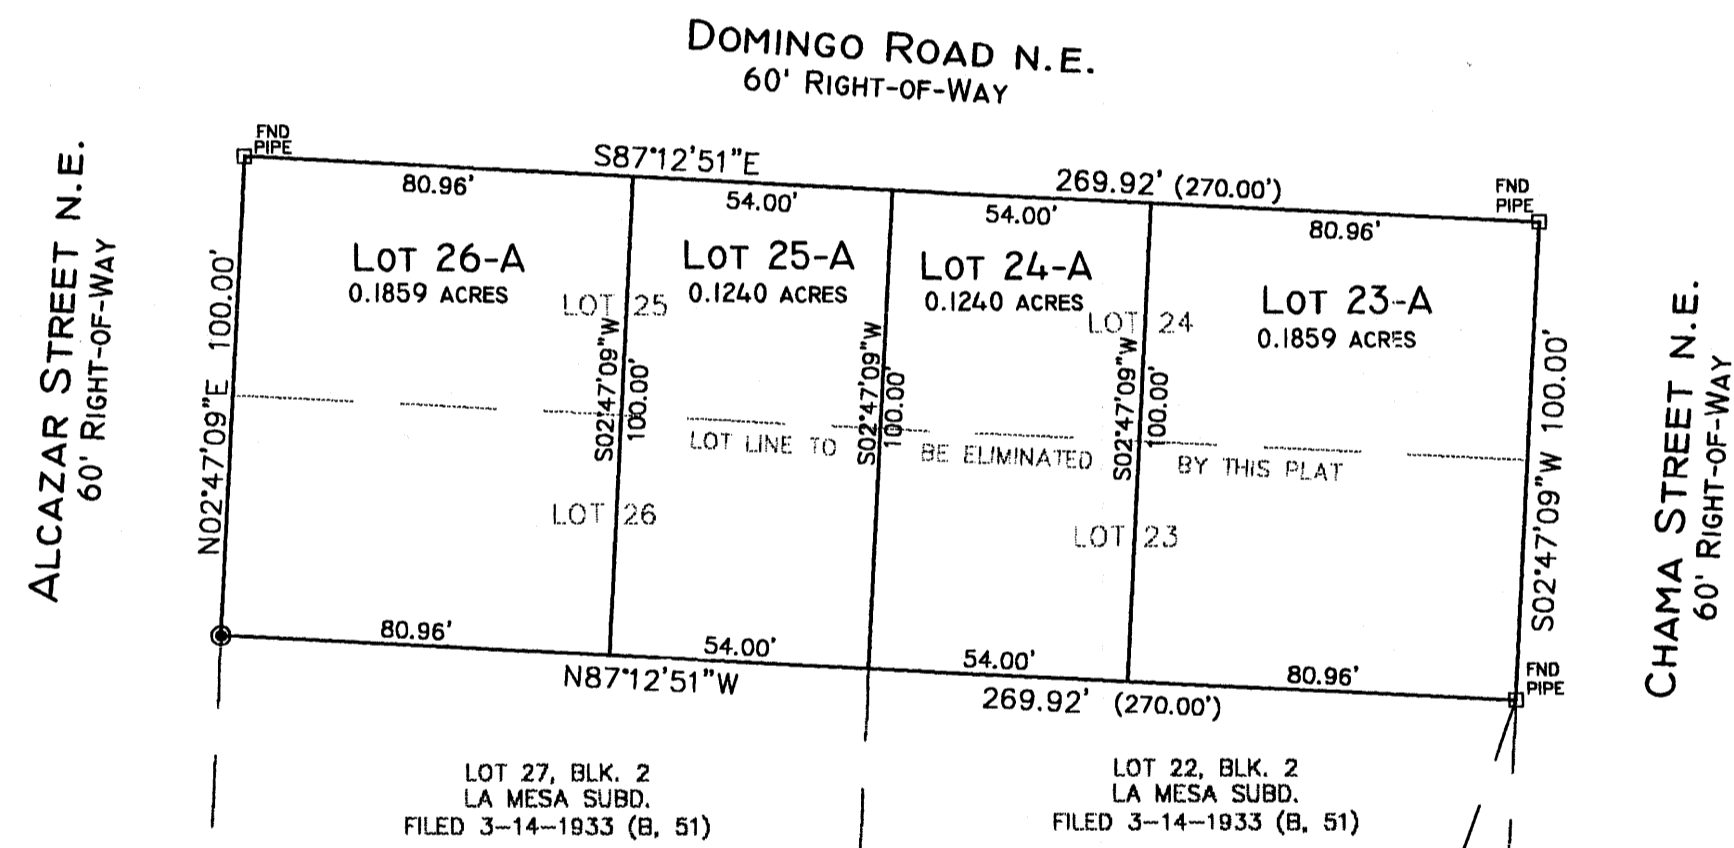 DOMINGO ROAD N.E.
60' RIGHT-OF-WAY
ALCAZAR STREET N.E.
60' RIGHT-OF-WAY
CHAMA STREET N.E.
60' RIGHT-OF-WAY
FND
PIPE
S87°12'51"E
269.92' (270.00')
FND
PIPE
80.96'
54.00'
54.00'
80.96'
LOT 26-A
0.1859 ACRES
LOT 25-A
0.1240 ACRES
LOT 24-A
0.1240 ACRES
LOT 23-A
0.1859 ACRES
LOT 25
LOT 24
N02°47'09"E 100.00'
S02°47'09"W
100.00'
S02°47'09"W
100.00'
S02°47'09"W
100.00'
S02°47'09"W 100.00'
LOT LINE TO BE ELIMINATED BY THIS PLAT
LOT 26
LOT 23
80.96'
54.00'
54.00'
80.96'
N87°12'51"W
269.92' (270.00')
FND
PIPE
LOT 27, BLK. 2
LA MESA SUBD.
FILED 3-14-1933 (B, 51)
LOT 22, BLK. 2
LA MESA SUBD.
FILED 3-14-1933 (B, 51)